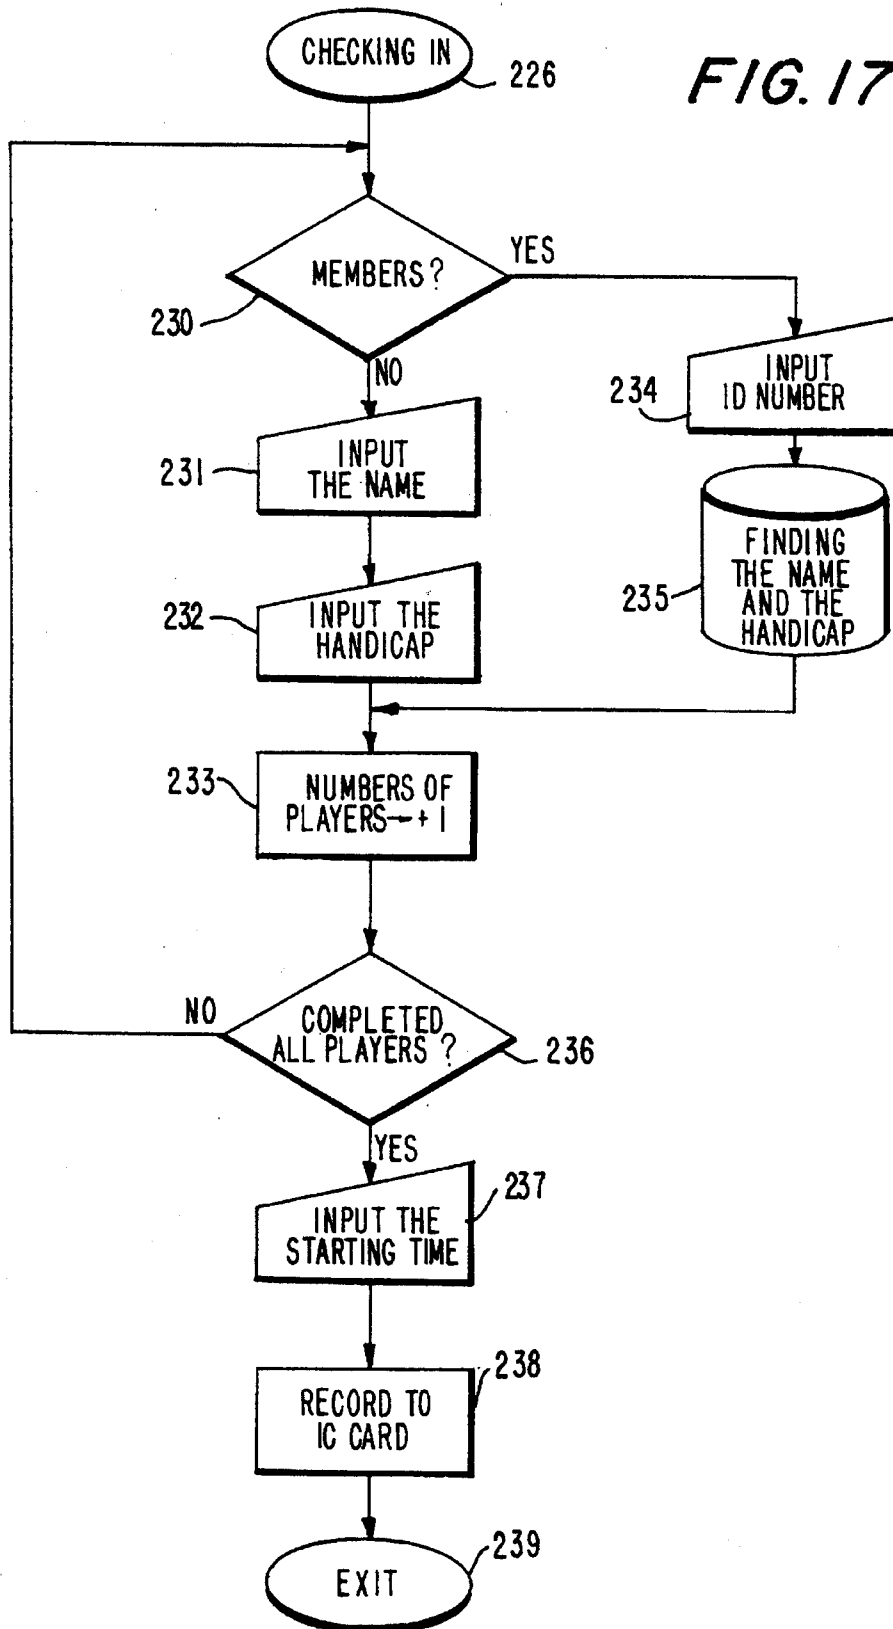 FIG. 17
CHECKING IN
226
MEMBERS?
230
YES
NO
INPUT
THE NAME
231
INPUT
ID NUMBER
234
INPUT THE
HANDICAP
232
FINDING
THE NAME
AND THE
HANDICAP
235
NUMBERS OF
PLAYERS←+1
233
COMPLETED
ALL PLAYERS?
236
NO
YES
INPUT THE
STARTING TIME
237
RECORD TO
IC CARD
238
EXIT
239